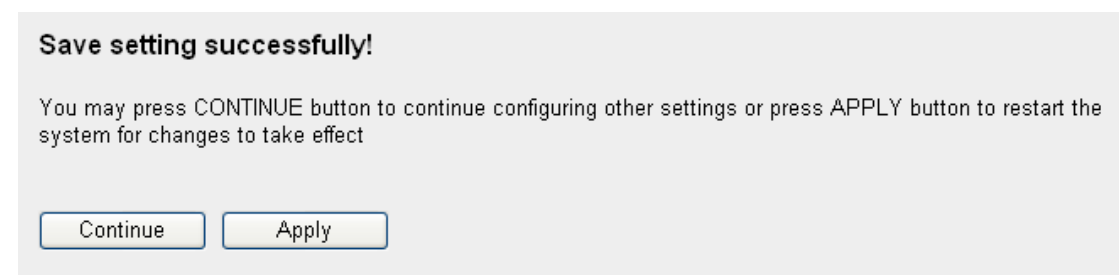 Save setting successfully!
You may press CONTINUE button to continue configuring other settings or press APPLY button to restart the
system for changes to take effect
Continue Apply